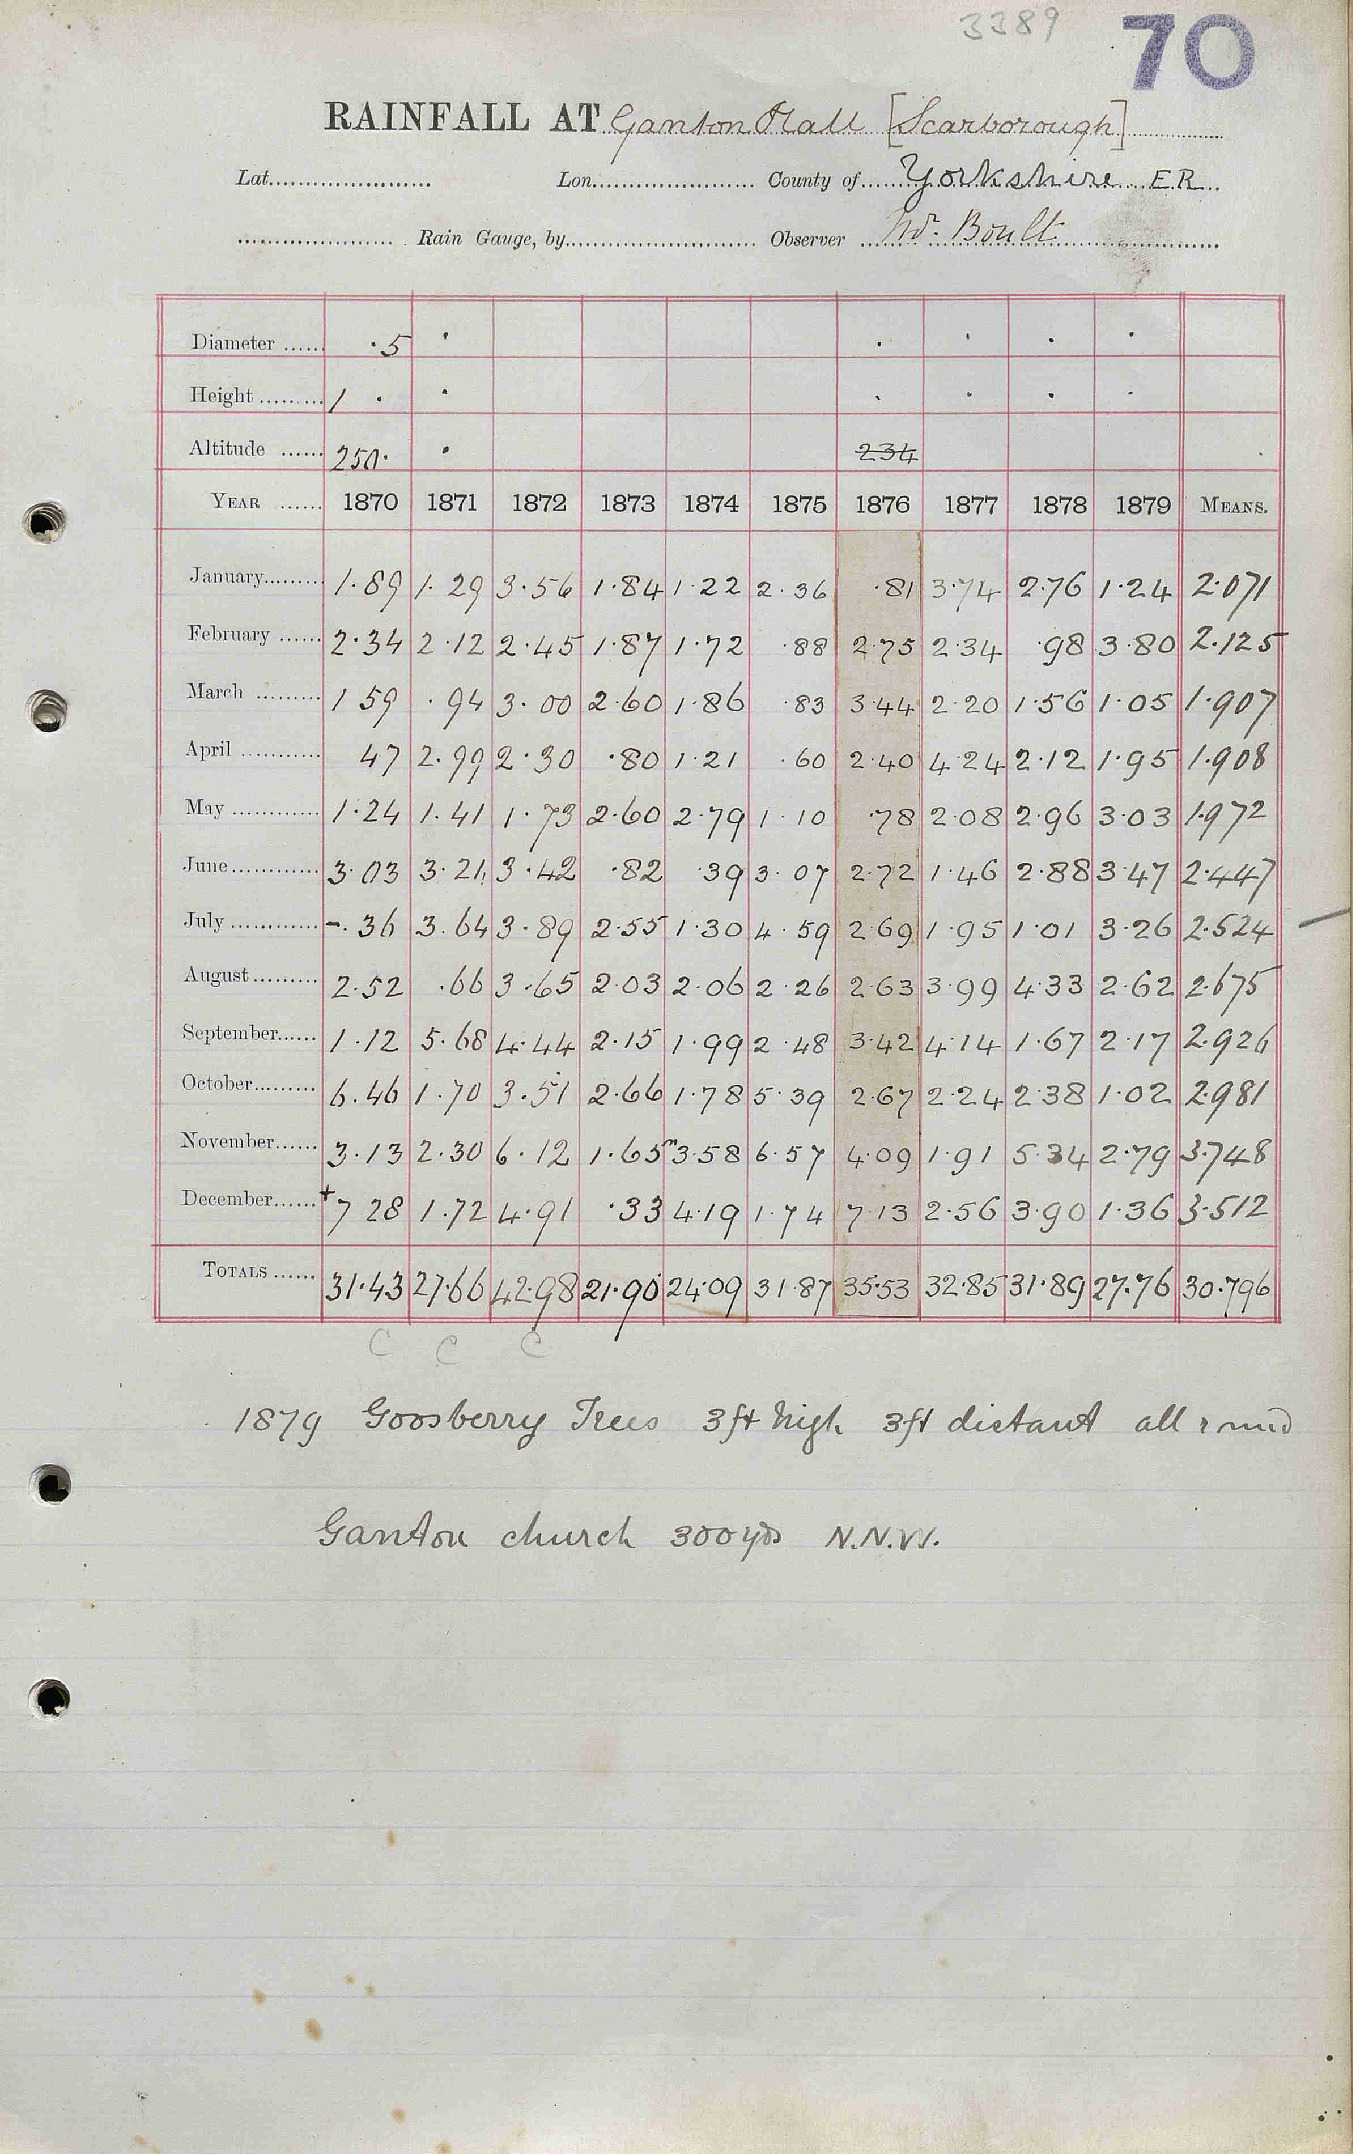 3389 70
RAINFALL AT Ganton Hall [Scarborough]
Lat. Lon. County of Yorkshire E R
Rain Gauge, by Observer Mr. Boult
Diameter ·5
Height 1 ·
Altitude 250· 234
YEAR 1870 1871 1872 1873 1874 1875 1876 1877 1878 1879 MEANS.
January 1·89 1·29 3·56 1·84 1·22 2·36 ·81 3·74 2·76 1·24 2·071
February 2·34 2·12 2·45 1·87 1·72 ·88 2·75 2·34 ·98 3·80 2·125
March 1 59 ·94 3·00 2·60 1·86 ·83 3·44 2·20 1·56 1·05 1·907
April 47 2·99 2·30 ·80 1·21 ·60 2·40 4·24 2·12 1·95 1·908
May 1·24 1·41 1·73 2·60 2·79 1·10 ·78 2·08 2·96 3·03 1·972
June 3·03 3·21 3·42 ·82 ·39 3·07 2·72 1·46 2·88 3·47 2·447
July -·36 3·64 3·89 2·55 1·30 4·59 2·69 1·95 1·01 3·26 2·524
August 2·52 ·66 3·65 2·03 2·06 2·26 2·63 3·99 4·33 2·62 2·675
September 1·12 5·68 4·44 2·15 1·99 2·48 3·42 4·14 1·67 2·17 2·926
October 6·46 1·70 3·51 2·66 1·78 5·39 2·67 2·24 2·38 1·02 2·981
November 3·13 2·30 6·12 1·65 3·58 6·57 4·09 1·91 5·34 2·79 3·748
December +7 28 1·72 4·91 ·33 4·19 1·74 7·13 2·56 3·90 1·36 3·512
TOTALS 31·43 27·66 42·98 21·90 24·09 31·87 35·53 32·85 31·89 27·76 30·796
C C C
1879 Goosberry Trees 3ft high 3ft distant all round
Ganton church 300yds N.N.W.